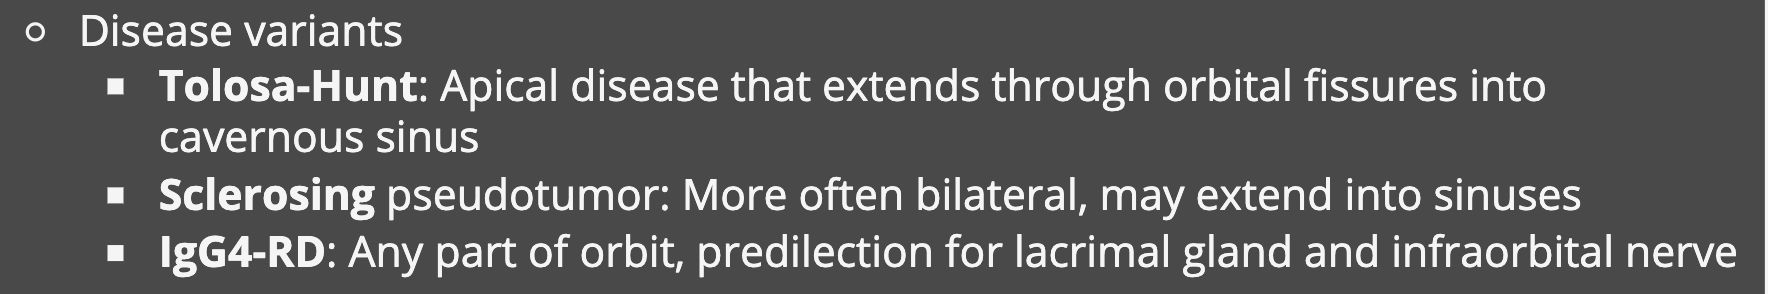 Disease variants
Tolosa-Hunt: Apical disease that extends through orbital fissures into
cavernous sinus
Sclerosing pseudotumor: More often bilateral, may extend into sinuses
IgG4-RD: Any part of orbit, predilection for lacrimal gland and infraorbital nerve